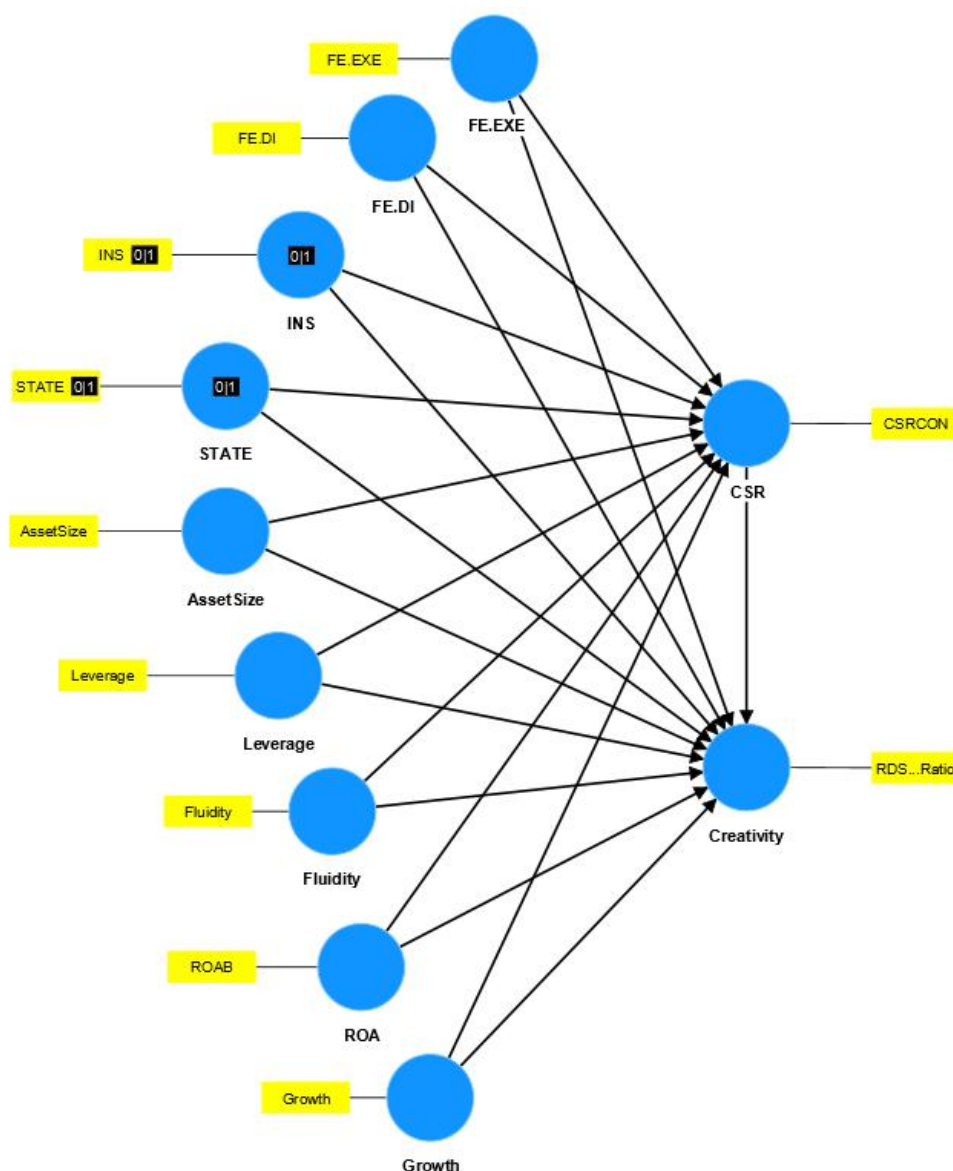 FE.EXE
FE.EXE
FE.DI
FE.DI
INS 0|1
0|1
INS
STATE 0|1
0|1
STATE
CSRCON
CSR
AssetSize
AssetSize
Leverage
Leverage
RDS...Ratio
Creativity
Fluidity
Fluidity
ROAB
ROA
Growth
Growth